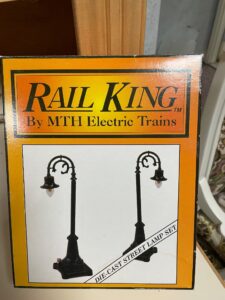 RAIL KING TM
By MTH Electric Trains
DIE-CAST STREET LAMP SET